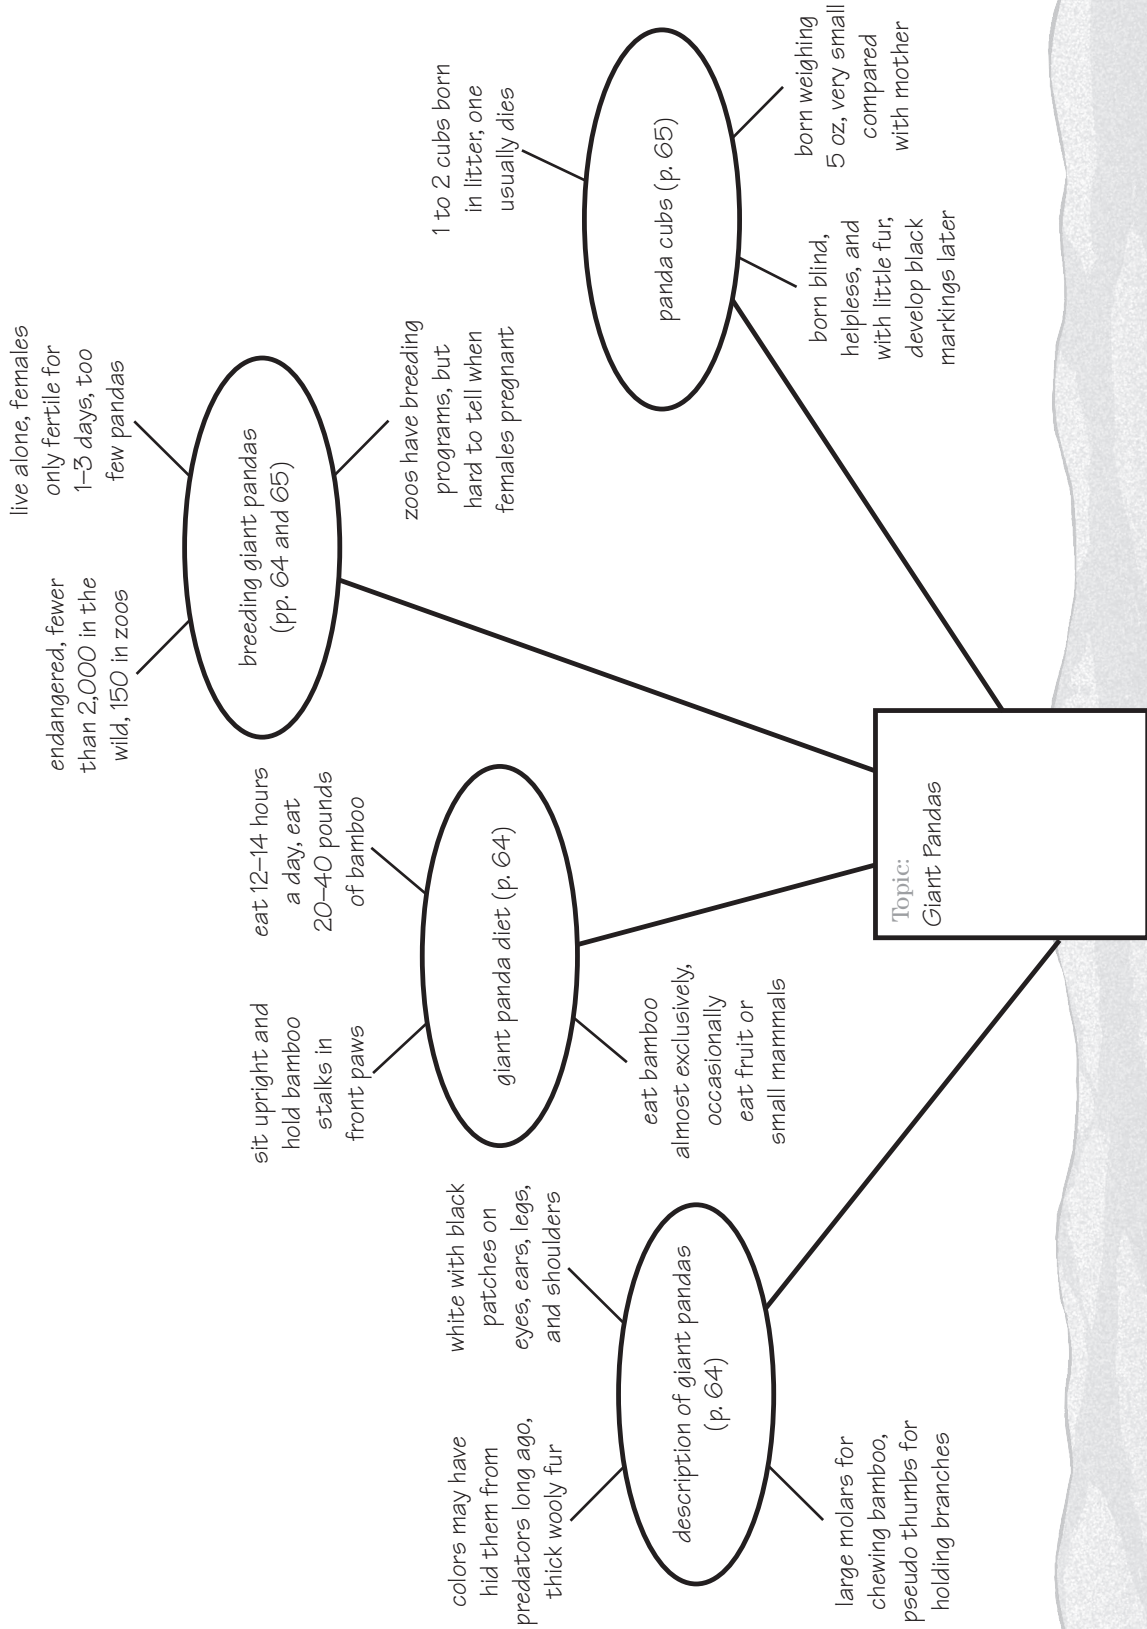 colors may have
hid them from
predators long ago,
thick wooly fur
white with black
patches on
eyes, ears, legs,
and shoulders
description of giant pandas
(p. 64)
large molars for
chewing bamboo,
pseudo thumbs for
holding branches
sit upright and
hold bamboo
stalks in
front paws
eat 12–14 hours
a day, eat
20–40 pounds
of bamboo
giant panda diet (p. 64)
eat bamboo
almost exclusively,
occasionally
eat fruit or
small mammals
endangered, fewer
than 2,000 in the
wild, 150 in zoos
live alone, females
only fertile for
1–3 days, too
few pandas
breeding giant pandas
(pp. 64 and 65)
zoos have breeding
programs, but
hard to tell when
females pregnant
1 to 2 cubs born
in litter, one
usually dies
panda cubs (p. 65)
born blind,
helpless, and
with little fur,
develop black
markings later
born weighing
5 oz, very small
compared
with mother
Topic:
Giant Pandas